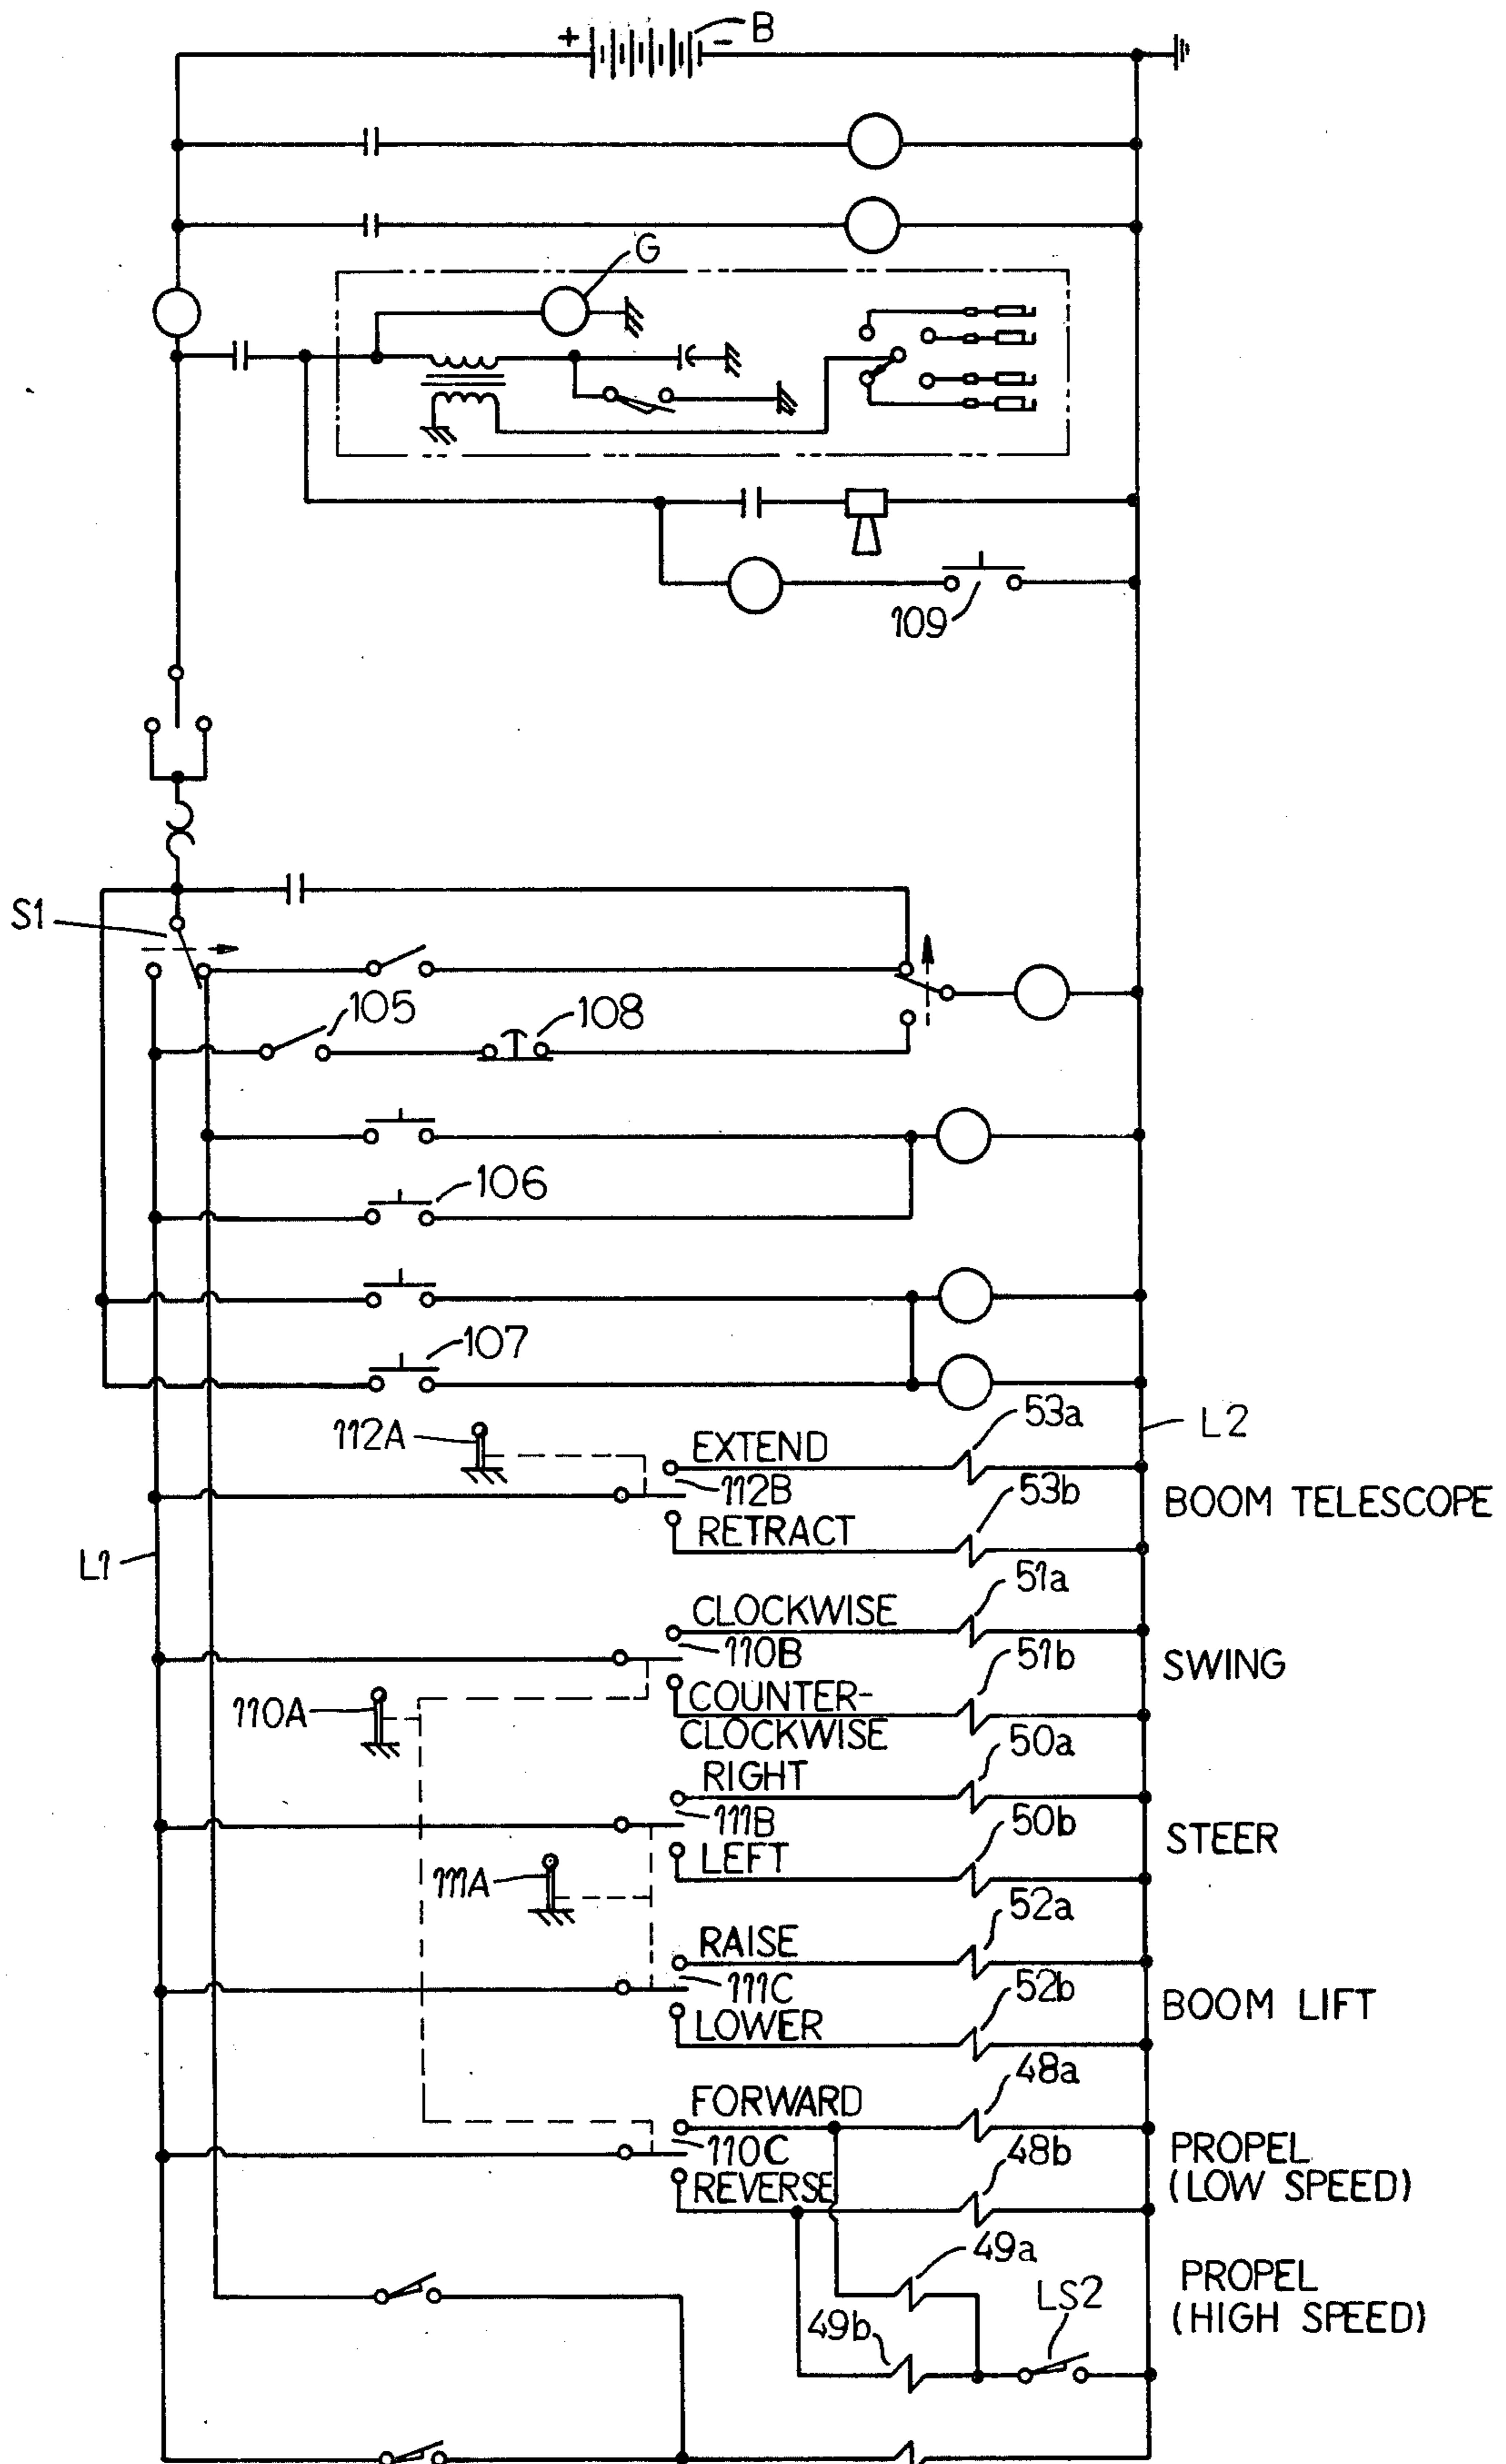 + - B
G
109
S1
105
108
106
107
112A
EXTEND
53a
L2
112B
53b
BOOM TELESCOPE
RETRACT
L1
51a
CLOCKWISE
110B
51b
SWING
110A
COUNTER-
CLOCKWISE
50a
RIGHT
111B
50b
STEER
LEFT
111A
52a
RAISE
111C
52b
BOOM LIFT
LOWER
48a
FORWARD
110C
48b
PROPEL
(LOW SPEED)
REVERSE
49a
PROPEL
(HIGH SPEED)
LS2
49b